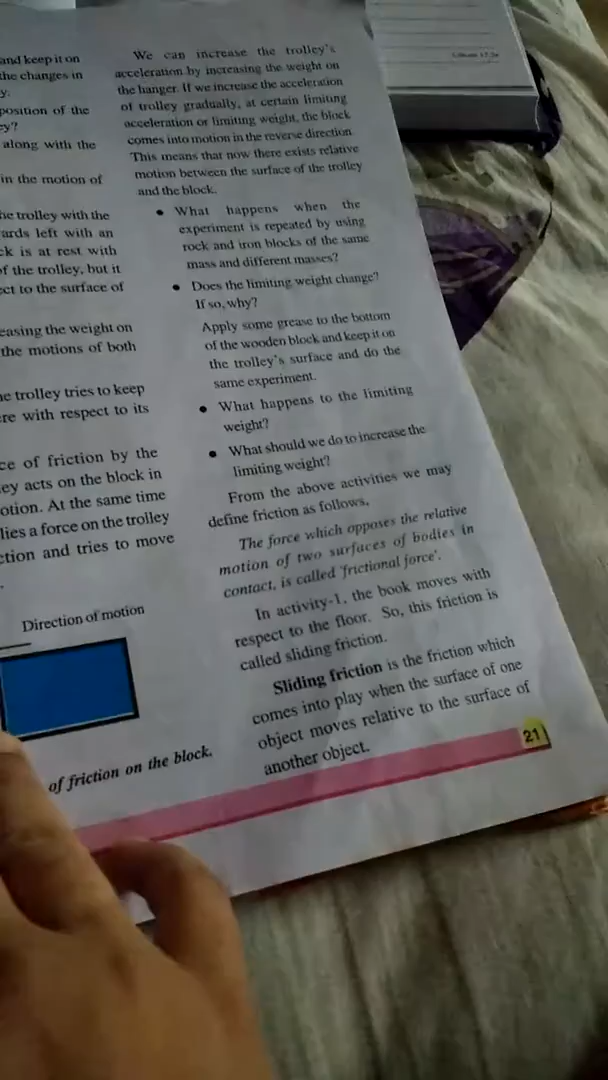 and keep it on
the changes in
y.
position of the
ey?
along with the
in the motion of
he trolley with the
ards left with an
ck is at rest with
of the trolley, but it
ect to the surface of
easing the weight on
the motions of both
he trolley tries to keep
ere with respect to its
ce of friction by the
ey acts on the block in
otion. At the same time
lies a force on the trolley
ction and tries to move
Direction of motion
of friction on the block.
We can increase the trolley's
acceleration by increasing the weight on
the hanger. If we increase the acceleration
of trolley gradually, at certain limiting
acceleration or limiting weight, the block
comes into motion in the reverse direction.
This means that now there exists relative
motion between the surface of the trolley
and the block.
• What happens when the
experiment is repeated by using
rock and iron blocks of the same
mass and different masses?
• Does the limiting weight change?
If so, why?
Apply some grease to the bottom
of the wooden block and keep it on
the trolley's surface and do the
same experiment.
• What happens to the limiting
weight?
• What should we do to increase the
limiting weight?
From the above activities we may
define friction as follows,
The force which opposes the relative
motion of two surfaces of bodies in
contact, is called 'frictional force'.
In activity-1, the book moves with
respect to the floor. So, this friction is
called sliding friction.
Sliding friction is the friction which
comes into play when the surface of one
object moves relative to the surface of
another object.
21